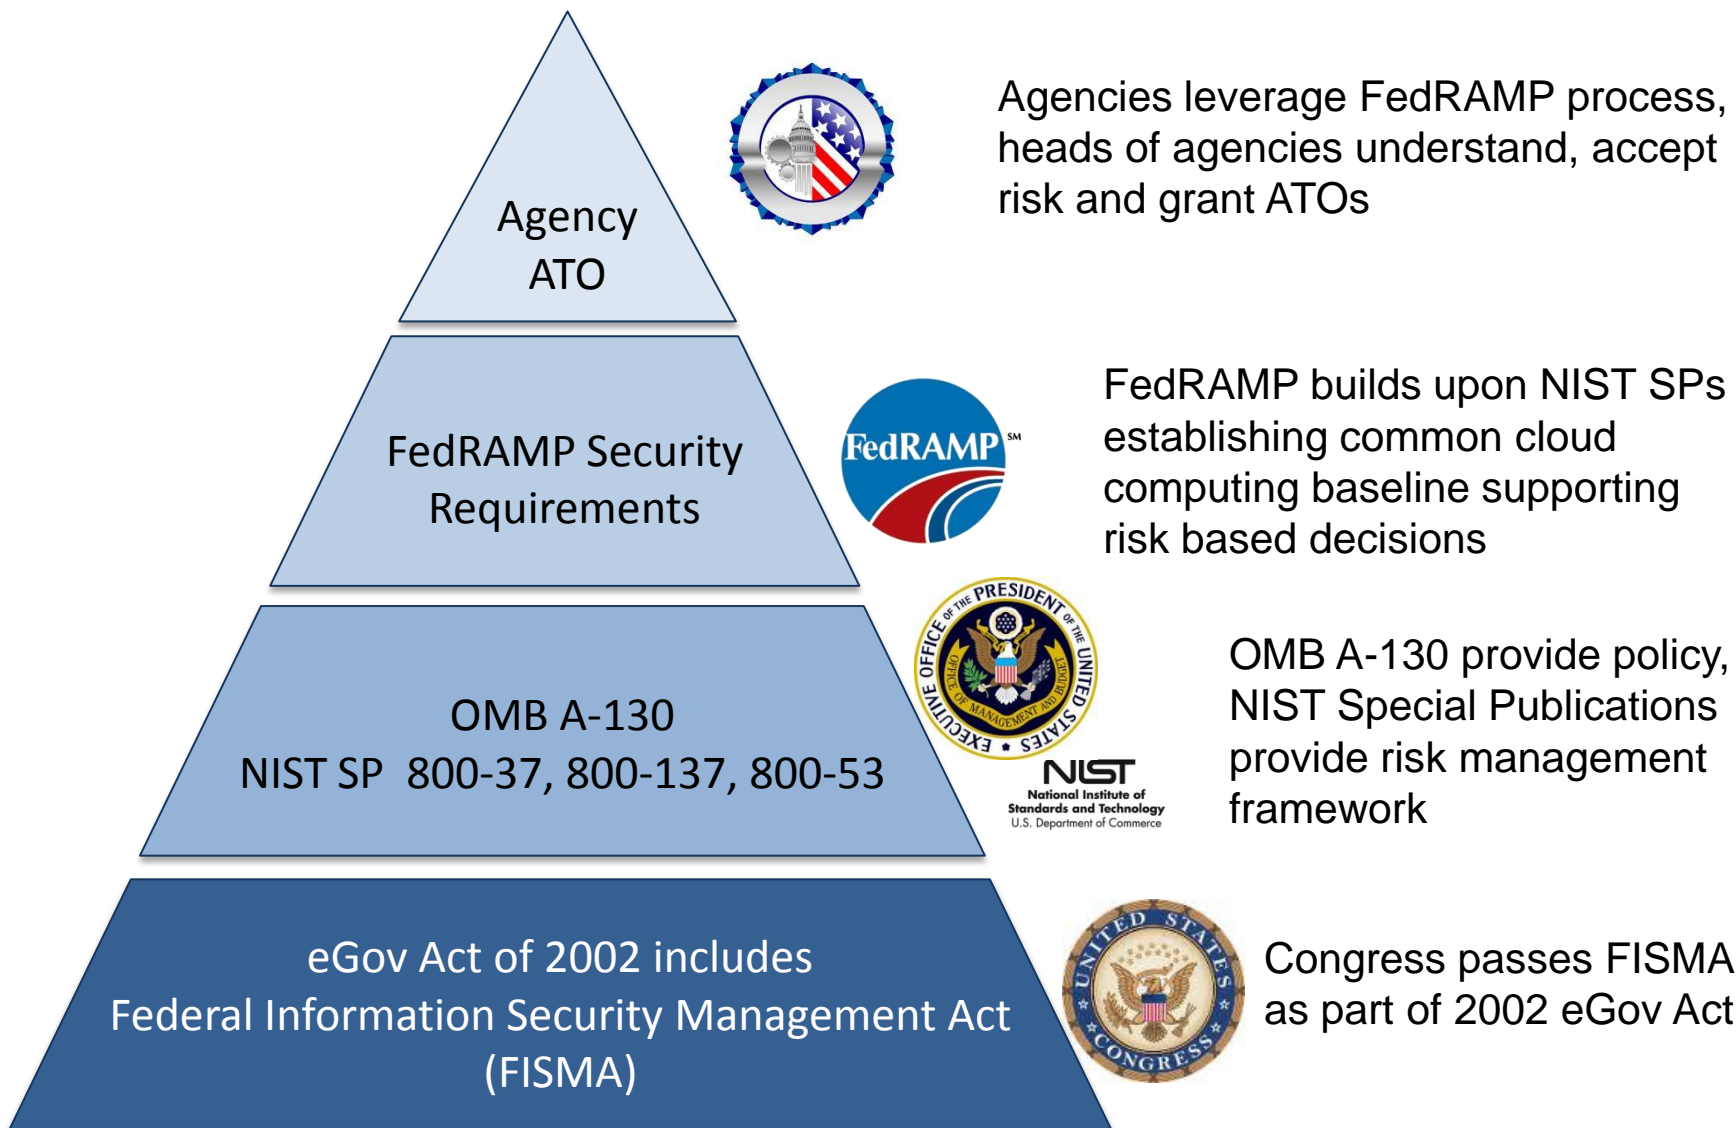 Agency
ATO
Agencies leverage FedRAMP process,
heads of agencies understand, accept
risk and grant ATOs
FedRAMP Security
Requirements
FedRAMP SM
FedRAMP builds upon NIST SPs
establishing common cloud
computing baseline supporting
risk based decisions
OMB A-130
NIST SP 800-37, 800-137, 800-53
EXECUTIVE OFFICE OF THE PRESIDENT OF THE UNITED STATES
OFFICE OF MANAGEMENT AND BUDGET
NIST
National Institute of
Standards and Technology
U.S. Department of Commerce
OMB A-130 provide policy,
NIST Special Publications
provide risk management
framework
eGov Act of 2002 includes
Federal Information Security Management Act
(FISMA)
UNITED STATES
CONGRESS
Congress passes FISMA
as part of 2002 eGov Act